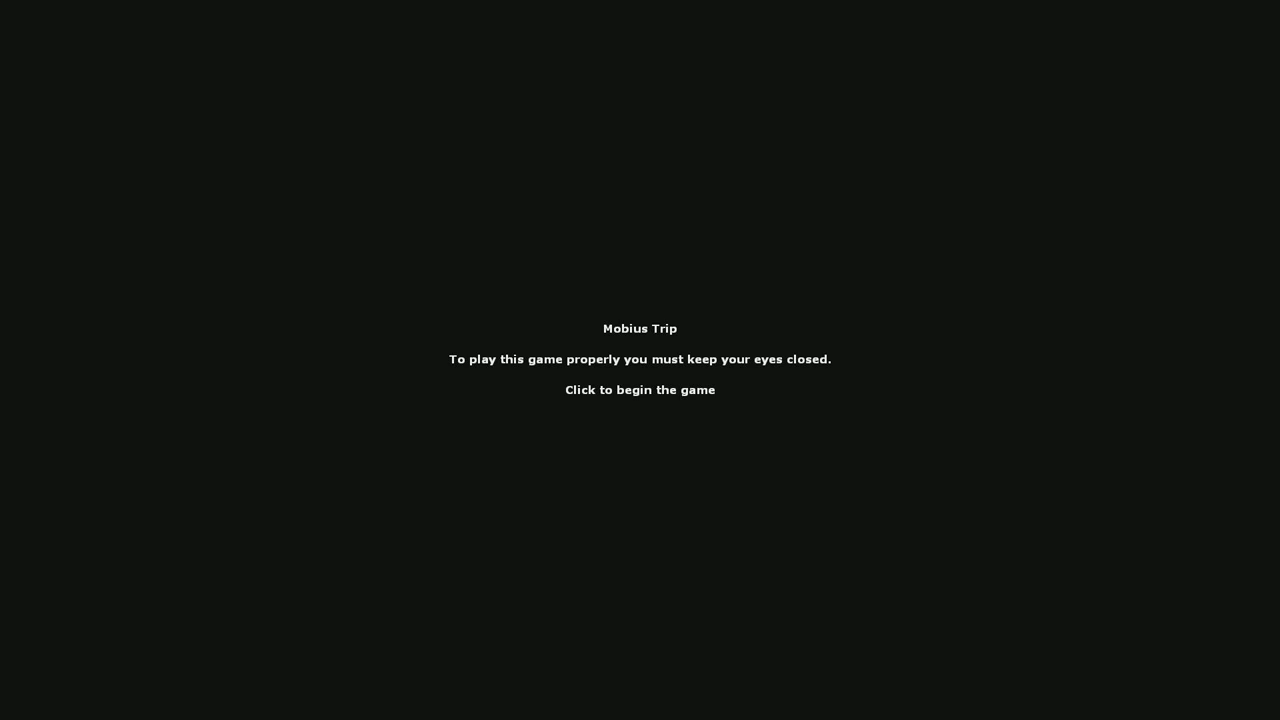 Mobius Trip
To play this game properly you must keep your eyes closed.
Click to begin the game